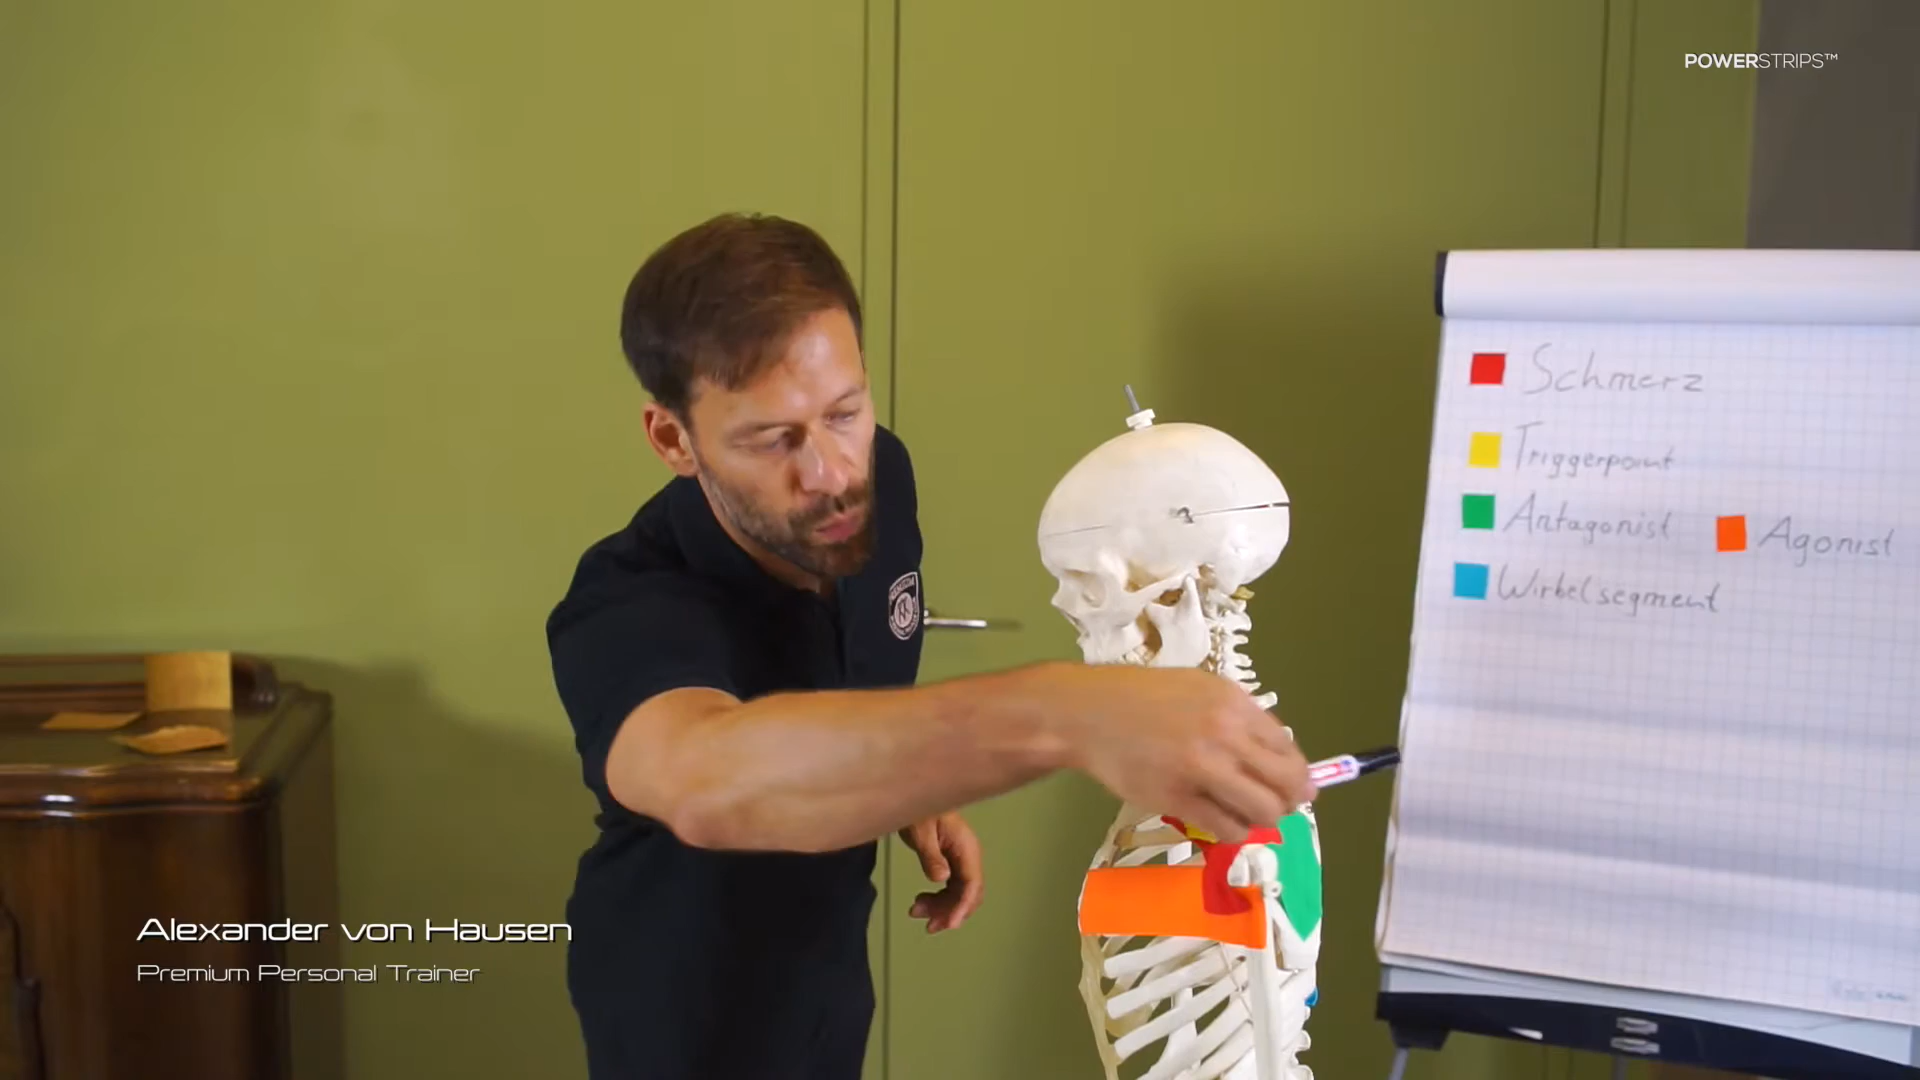 POWERSTRIPS™
Schmerz
Triggerpoint
Antagonist
Agonist
Wirbelsegment
Alexander von Hausen
Premium Personal Trainer